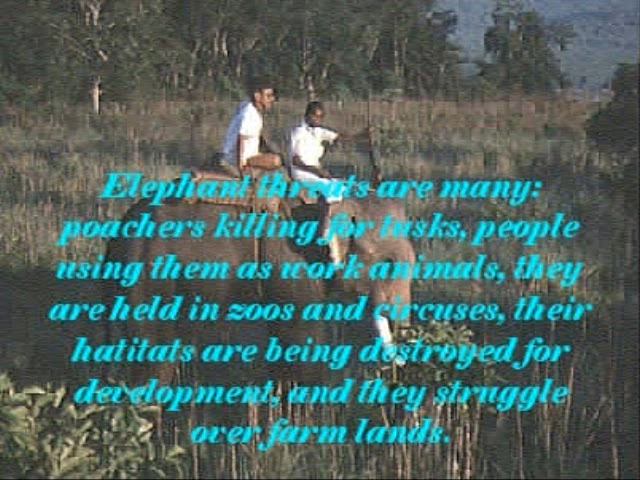 Elephant threats are many:
poachers killing for tusks, people
using them as work animals, they
are held in zoos and circuses, their
hatitats are being destroyed for
development, and they struggle
over farm lands.